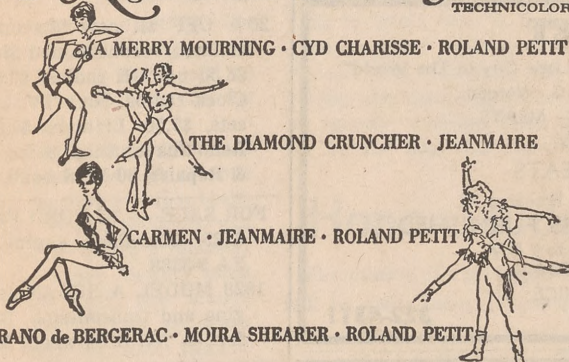 TECHNICOLOR
A MERRY MOURNING · CYD CHARISSE · ROLAND PETIT
THE DIAMOND CRUNCHER · JEANMAIRE
CARMEN · JEANMAIRE · ROLAND PETIT
RANO de BERGERAC · MOIRA SHEARER · ROLAND PETIT